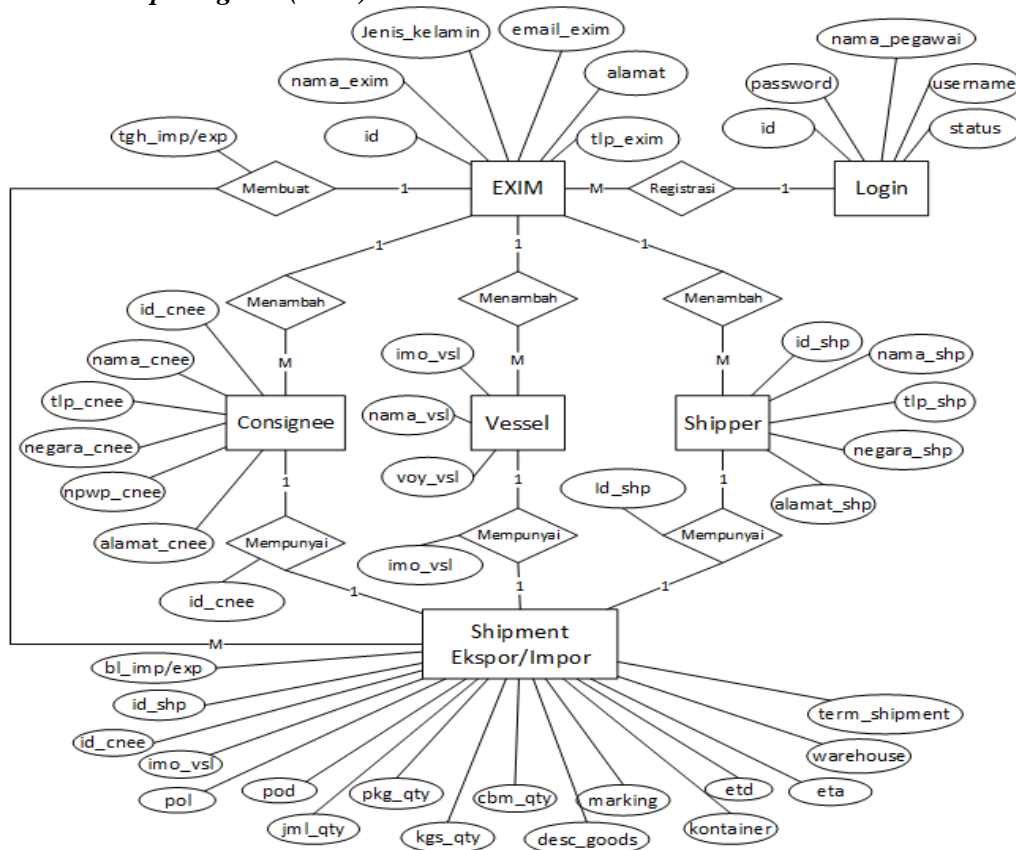 Jenis_kelamin
email_exim
nama_pegawai
nama_exim
alamat
password
username
tgh_imp/exp
id
tlp_exim
id
status
Membuat
1
EXIM
M
Registrasi
1
Login
1
1
1
Menambah
Menambah
Menambah
id_cnee
imo_vsl
id_shp
nama_cnee
M
M
M
nama_shp
tlp_cnee
Consignee
nama_vsl
Vessel
Shipper
tlp_shp
negara_cnee
negara_shp
npwp_cnee
voy_vsl
1
1
Id_shp
1
alamat_shp
alamat_cnee
Mempunyai
Mempunyai
Mempunyai
imo_vsl
id_cnee
1
1
1
Shipment
Ekspor/Impor
M
bl_imp/exp
id_shp
term_shipment
id_cnee
warehouse
imo_vsl
pol
pod
pkg_qty
cbm_qty
marking
etd
eta
jml_qty
kgs_qty
desc_goods
kontainer